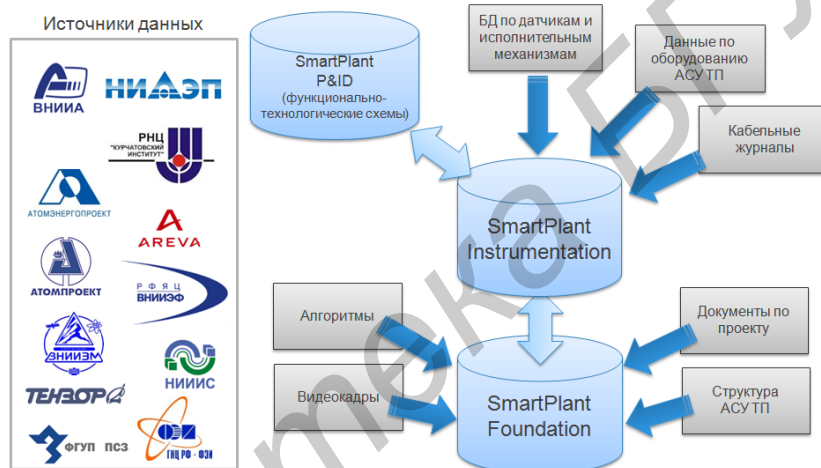 Источники данных
ВНИИА
НИАЭП
РНЦ
"КУРЧАТОВСКИЙ
ИНСТИТУТ"
АТОМЭНЕРГОПРОЕКТ
AREVA
АТОМПРОЕКТ
РФЯЦ
ВНИИЭФ
ВНИИЭМ
НИИИС
ТЕНЗОР
ФГУП ПСЗ
ФЭИ
ГНЦ РФ - ФЭИ
SmartPlant
P&ID
(функционально-
технологические схемы)
БД по датчикам и
исполнительным
механизмам
Данные по
оборудованию
АСУ ТП
Кабельные
журналы
SmartPlant
Instrumentation
Алгоритмы
Видеокадры
Документы по
проекту
Структура
АСУ ТП
SmartPlant
Foundation